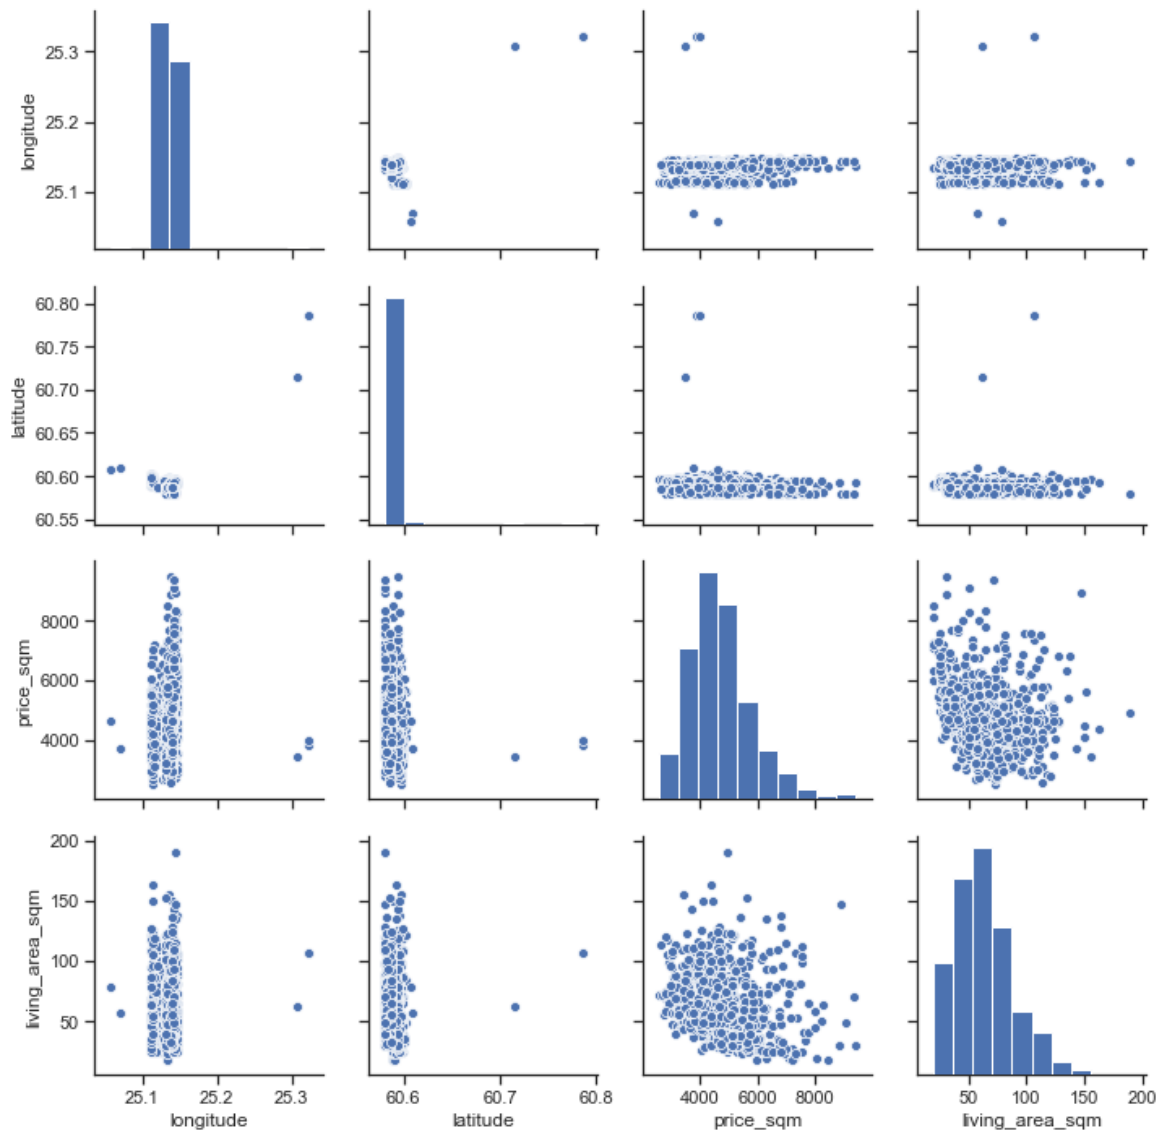 25.3
25.2
25.1
longitude
60.80
60.75
60.70
60.65
60.60
60.55
latitude
8000
6000
4000
price_sqm
200
150
100
50
living_area_sqm
25.1 25.2 25.3
longitude
60.6 60.7 60.8
latitude
4000 6000 8000
price_sqm
50 100 150 200
living_area_sqm